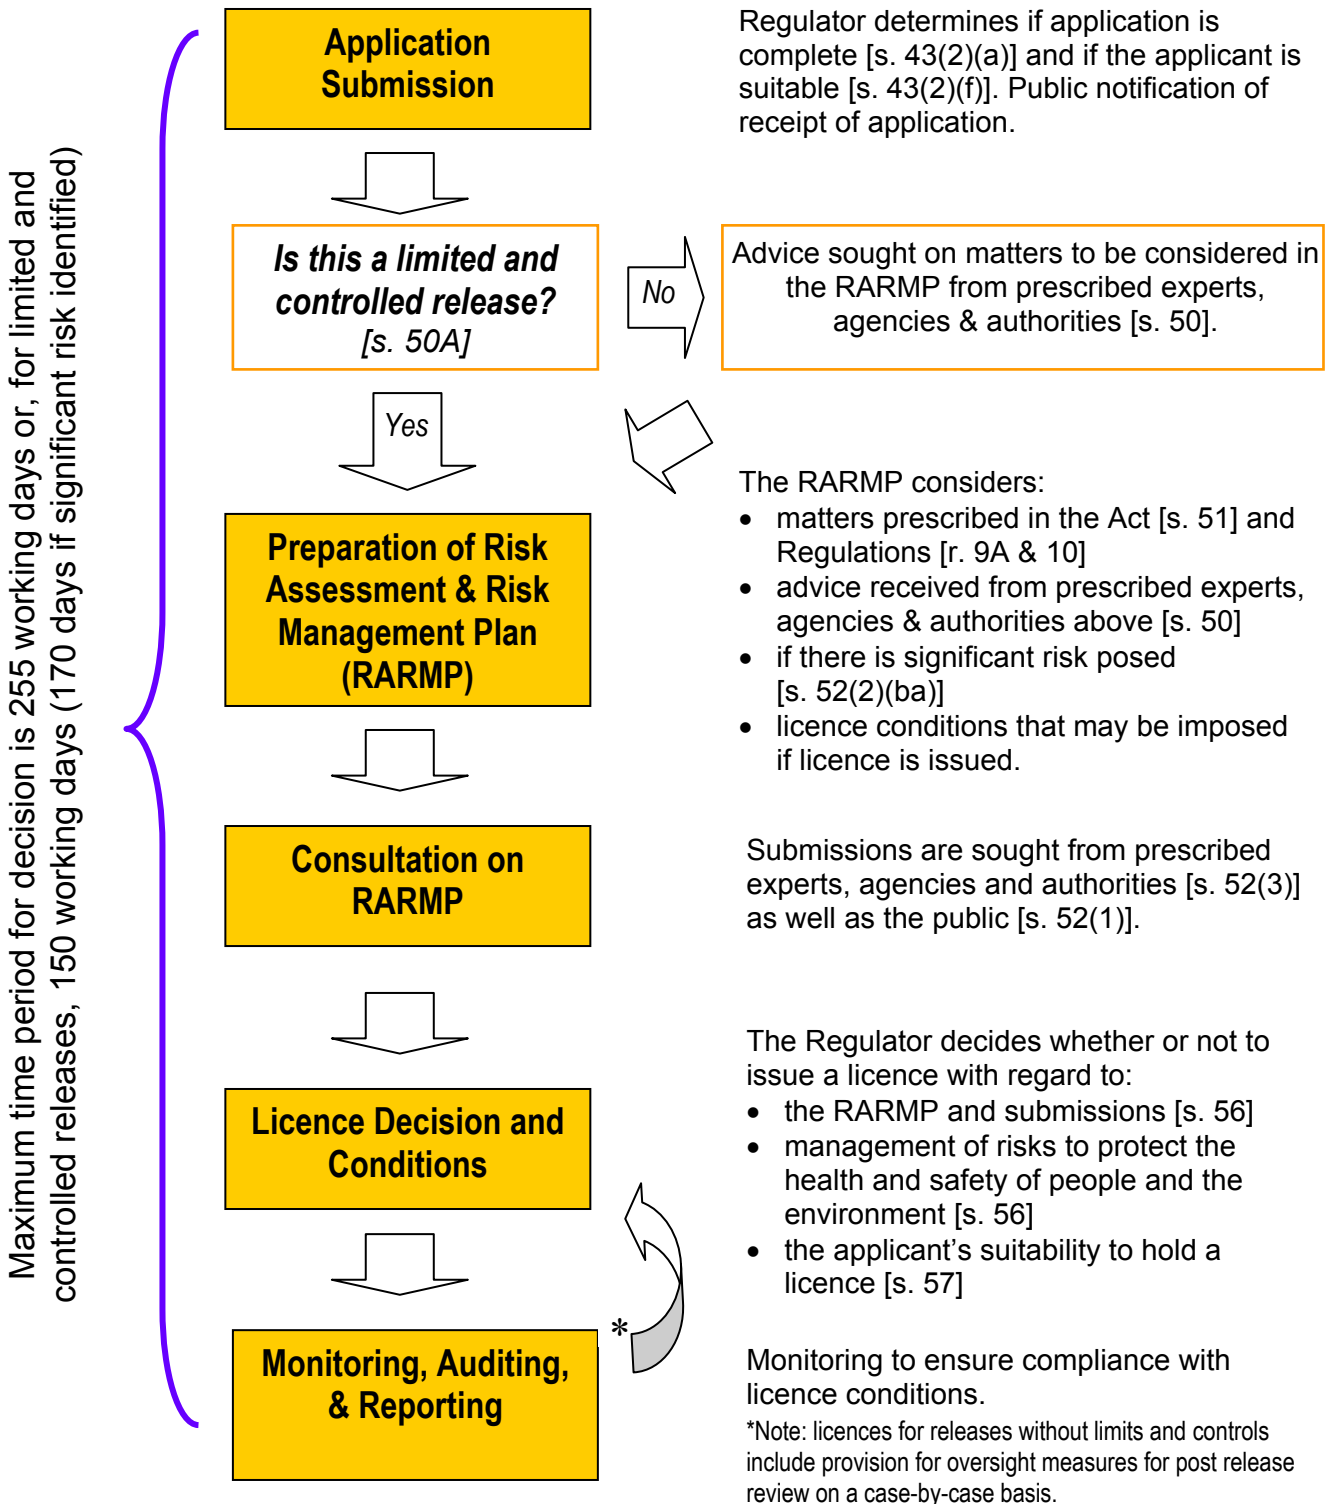 Maximum time period for decision is 255 working days or, for limited and
controlled releases, 150 working days (170 days if significant risk identified)
Application
Submission
Regulator determines if application is
complete [s. 43(2)(a)] and if the applicant is
suitable [s. 43(2)(f)]. Public notification of
receipt of application.
Is this a limited and
controlled release?
[s. 50A]
No
Advice sought on matters to be considered in
the RARMP from prescribed experts,
agencies & authorities [s. 50].
Yes
Preparation of Risk
Assessment & Risk
Management Plan
(RARMP)
The RARMP considers:
• matters prescribed in the Act [s. 51] and
Regulations [r. 9A & 10]
• advice received from prescribed experts,
agencies & authorities above [s. 50]
• if there is significant risk posed
[s. 52(2)(ba)]
• licence conditions that may be imposed
if licence is issued.
Consultation on
RARMP
Submissions are sought from prescribed
experts, agencies and authorities [s. 52(3)]
as well as the public [s. 52(1)].
Licence Decision and
Conditions
The Regulator decides whether or not to
issue a licence with regard to:
• the RARMP and submissions [s. 56]
• management of risks to protect the
health and safety of people and the
environment [s. 56]
• the applicant’s suitability to hold a
licence [s. 57]
*
Monitoring, Auditing,
& Reporting
Monitoring to ensure compliance with
licence conditions.
*Note: licences for releases without limits and controls
include provision for oversight measures for post release
review on a case-by-case basis.